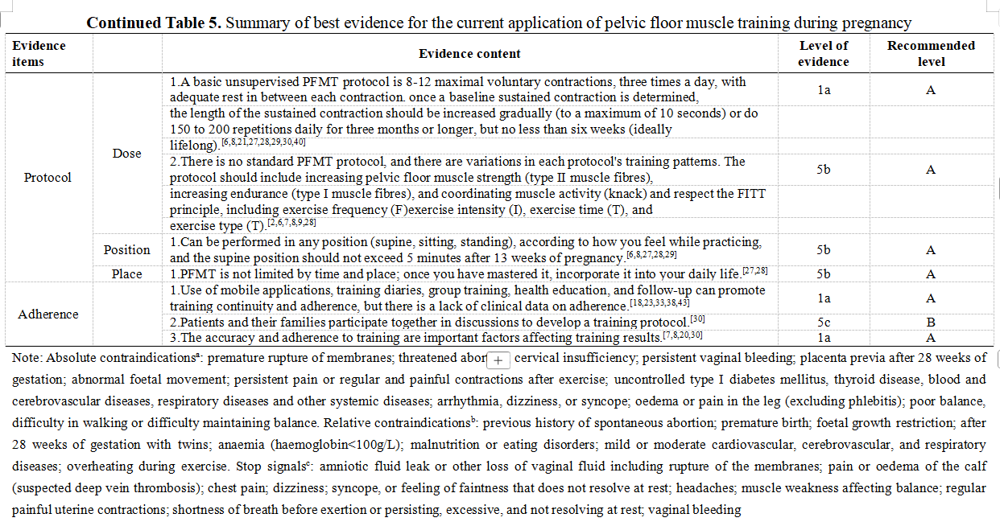 Continued Table 5. Summary of best evidence for the current application of pelvic floor muscle training during pregnancy
Evidence items
Evidence content
Level of evidence
Recommended level
Protocol
Dose
1.A basic unsupervised PFMT protocol is 8-12 maximal voluntary contractions, three times a day, with
adequate rest in between each contraction. once a baseline sustained contraction is determined,
1a
A
the length of the sustained contraction should be increased gradually (to a maximum of 10 seconds) or do
150 to 200 repetitions daily for three months or longer, but no less than six weeks (ideally
lifelong).[6,8,21,27,28,29,30,40]
2.There is no standard PFMT protocol, and there are variations in each protocol's training patterns. The
protocol should include increasing pelvic floor muscle strength (type II muscle fibres),
5b
A
increasing endurance (type I muscle fibres), and coordinating muscle activity (knack) and respect the FITT
principle, including exercise frequency (F)exercise intensity (I), exercise time (T), and
exercise type (T).[2,6,7,8,9,28]
Position
1.Can be performed in any position (supine, sitting, standing), according to how you feel while practicing,
and the supine position should not exceed 5 minutes after 13 weeks of pregnancy.[6,8,27,28,29]
5b
A
Place
1.PFMT is not limited by time and place; once you have mastered it, incorporate it into your daily life.[27,28]
5b
A
Adherence
1.Use of mobile applications, training diaries, group training, health education, and follow-up can promote
training continuity and adherence, but there is a lack of clinical data on adherence.[18,23,33,38,43]
1a
A
2.Patients and their families participate together in discussions to develop a training protocol.[30]
5c
B
3.The accuracy and adherence to training are important factors affecting training results.[7,8,20,30]
1a
A
Note: Absolute contraindicationsa: premature rupture of membranes; threatened abor + cervical insufficiency; persistent vaginal bleeding; placenta previa after 28 weeks of
gestation; abnormal foetal movement; persistent pain or regular and painful contractions after exercise; uncontrolled type I diabetes mellitus, thyroid disease, blood and
cerebrovascular diseases, respiratory diseases and other systemic diseases; arrhythmia, dizziness, or syncope; oedema or pain in the leg (excluding phlebitis); poor balance,
difficulty in walking or difficulty maintaining balance. Relative contraindicationsb: previous history of spontaneous abortion; premature birth; foetal growth restriction; after
28 weeks of gestation with twins; anaemia (haemoglobin<100g/L); malnutrition or eating disorders; mild or moderate cardiovascular, cerebrovascular, and respiratory
diseases; overheating during exercise. Stop signalsc: amniotic fluid leak or other loss of vaginal fluid including rupture of the membranes; pain or oedema of the calf
(suspected deep vein thrombosis); chest pain; dizziness; syncope, or feeling of faintness that does not resolve at rest; headaches; muscle weakness affecting balance; regular
painful uterine contractions; shortness of breath before exertion or persisting, excessive, and not resolving at rest; vaginal bleeding